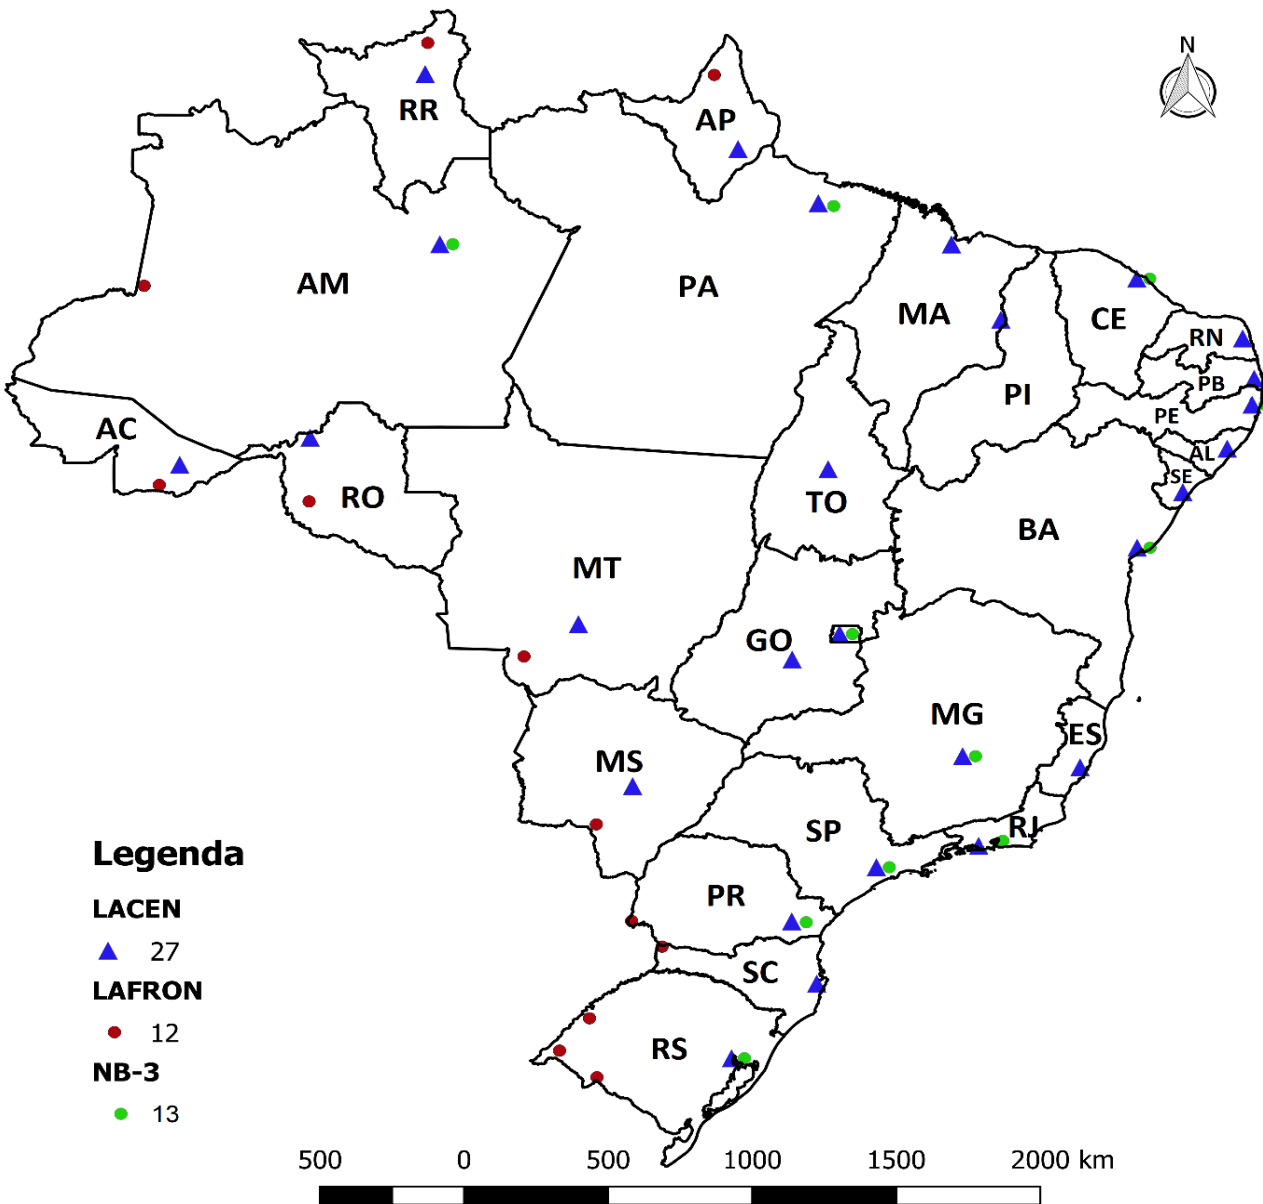 N
RR
AP
AM
PA
MA
CE
RN
PB
PI
PE
AL
SE
AC
RO
TO
BA
MT
GO
MG
ES
MS
SP
RJ
PR
SC
RS
Legenda
LACEN
27
LAFRON
12
NB-3
13
500 0 500 1000 1500 2000 km